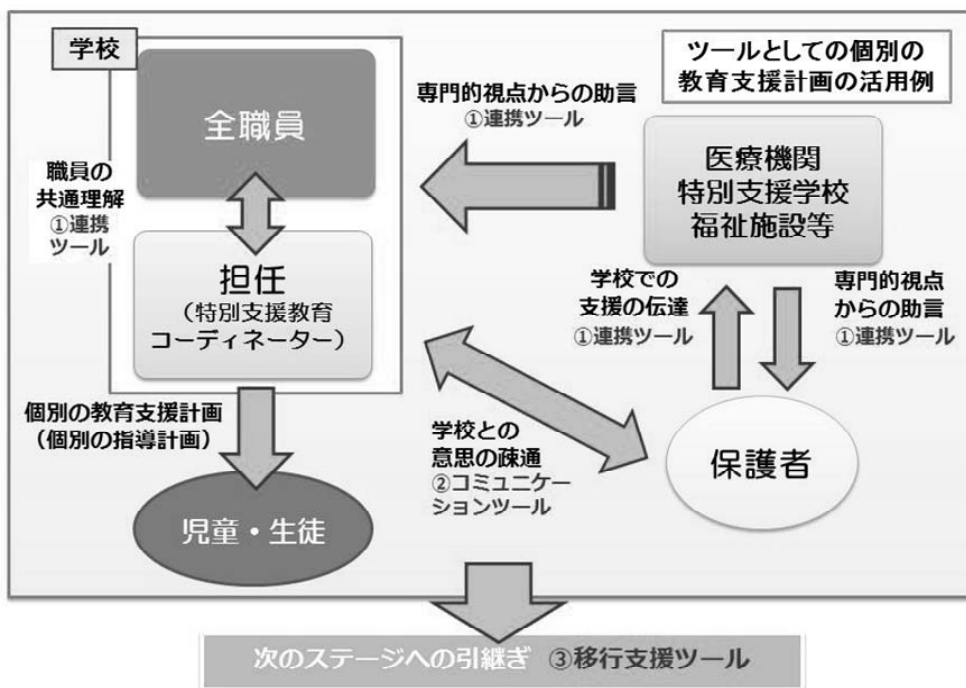 学校
ツールとしての個別の
教育支援計画の活用例
全職員
専門的視点からの助言
①連携ツール
医療機関
特別支援学校
福祉施設等
職員の
共通理解
①連携
ツール
担任
（特別支援教育
コーディネーター）
学校での
支援の伝達
①連携ツール
専門的視点
からの助言
①連携ツール
個別の教育支援計画
（個別の指導計画）
学校との
意思の疎通
②コミュニケー
ションツール
保護者
児童・生徒
次のステージへの引継ぎ　③移行支援ツール